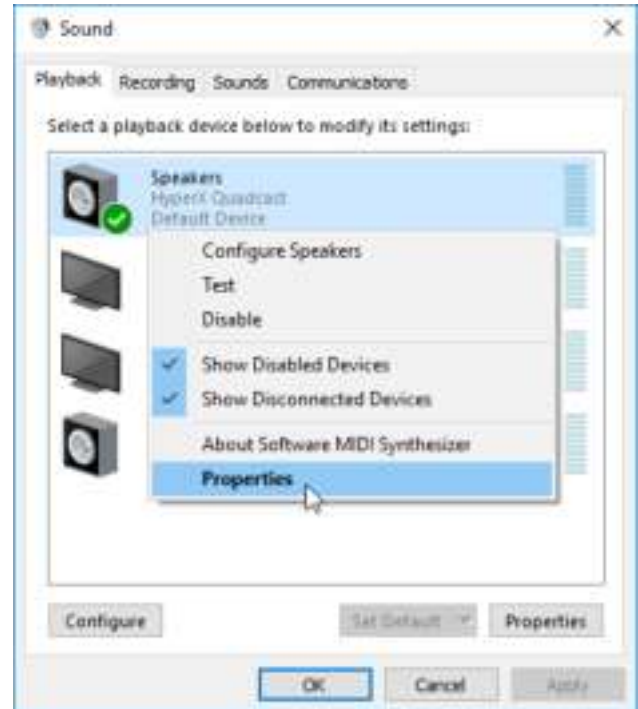 Sound
Playback Recording Sounds Communications
Select a playback device below to modify its settings:
Speakers
HyperX Quadcast
Default Device
Configure Speakers
Test
Disable
Show Disabled Devices
Show Disconnected Devices
About Software MIDI Synthesizer
Properties
Configure Set Default Properties
OK Cancel Apply